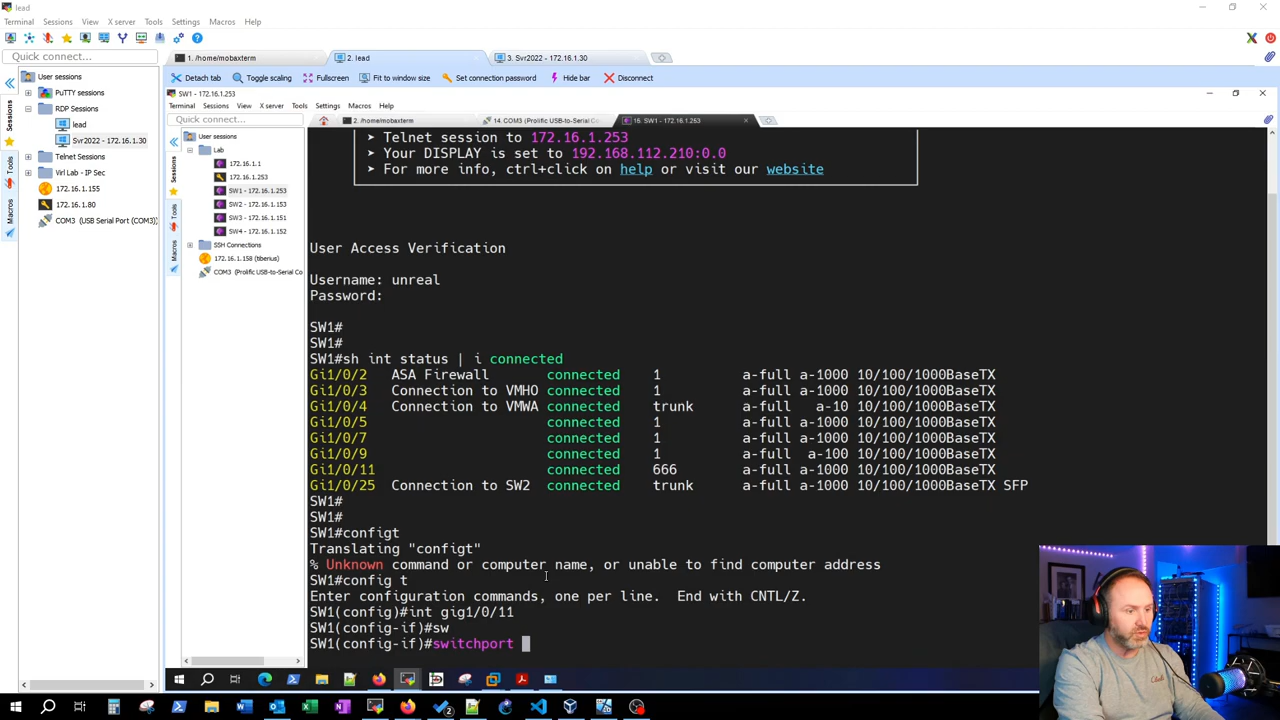 lead
Terminal Sessions View X server Tools Settings Macros Help
Quick connect...
1. /home/mobaxterm
2. lead
3. Svr2022 - 172.16.1.30
Detach tab Toggle scaling Fullscreen Fit to window size Set connection password Hide bar Disconnect
Sessions
Tools
Macros
User sessions
PuTTY sessions
RDP Sessions
lead
Svr2022 - 172.16.1.30
Telnet Sessions
Virl Lab - IP Sec
172.16.1.155
172.16.1.80
COM3 (USB Serial Port (COM3))
SW1 - 172.16.1.253
Terminal Sessions View X server Tools Settings Macros Help
Quick connect...
2. /home/mobaxterm
14. COM3 (Prolific USB-to-Serial Co
16. SW1 - 172.16.1.253
Sessions
Tools
Macros
User sessions
Lab
172.16.1.1
172.16.1.253
SW1 - 172.16.1.253
SW2 - 172.16.1.153
SW3 - 172.16.1.151
SW4 - 172.16.1.152
SSH Connections
172.16.1.158 (tiberius)
COM3 (Prolific USB-to-Serial Co
➤ Telnet session to 172.16.1.253
➤ Your DISPLAY is set to 192.168.112.210:0.0
➤ For more info, ctrl+click on help or visit our website
User Access Verification
Username: unreal
Password:
SW1#
SW1#
SW1#sh int status | i connected
Gi1/0/2 ASA Firewall connected 1 a-full a-1000 10/100/1000BaseTX
Gi1/0/3 Connection to VMHO connected 1 a-full a-1000 10/100/1000BaseTX
Gi1/0/4 Connection to VMWA connected trunk a-full a-10 10/100/1000BaseTX
Gi1/0/5 connected 1 a-full a-1000 10/100/1000BaseTX
Gi1/0/7 connected 1 a-full a-1000 10/100/1000BaseTX
Gi1/0/9 connected 1 a-full a-100 10/100/1000BaseTX
Gi1/0/11 connected 666 a-full a-1000 10/100/1000BaseTX
Gi1/0/25 Connection to SW2 connected trunk a-full a-1000 10/100/1000BaseTX SFP
SW1#
SW1#
SW1#configt
Translating "configt"
% Unknown command or computer name, or unable to find computer address
SW1#config t
Enter configuration commands, one per line. End with CNTL/Z.
SW1(config)#int gig1/0/11
SW1(config-if)#sw
SW1(config-if)#switchport